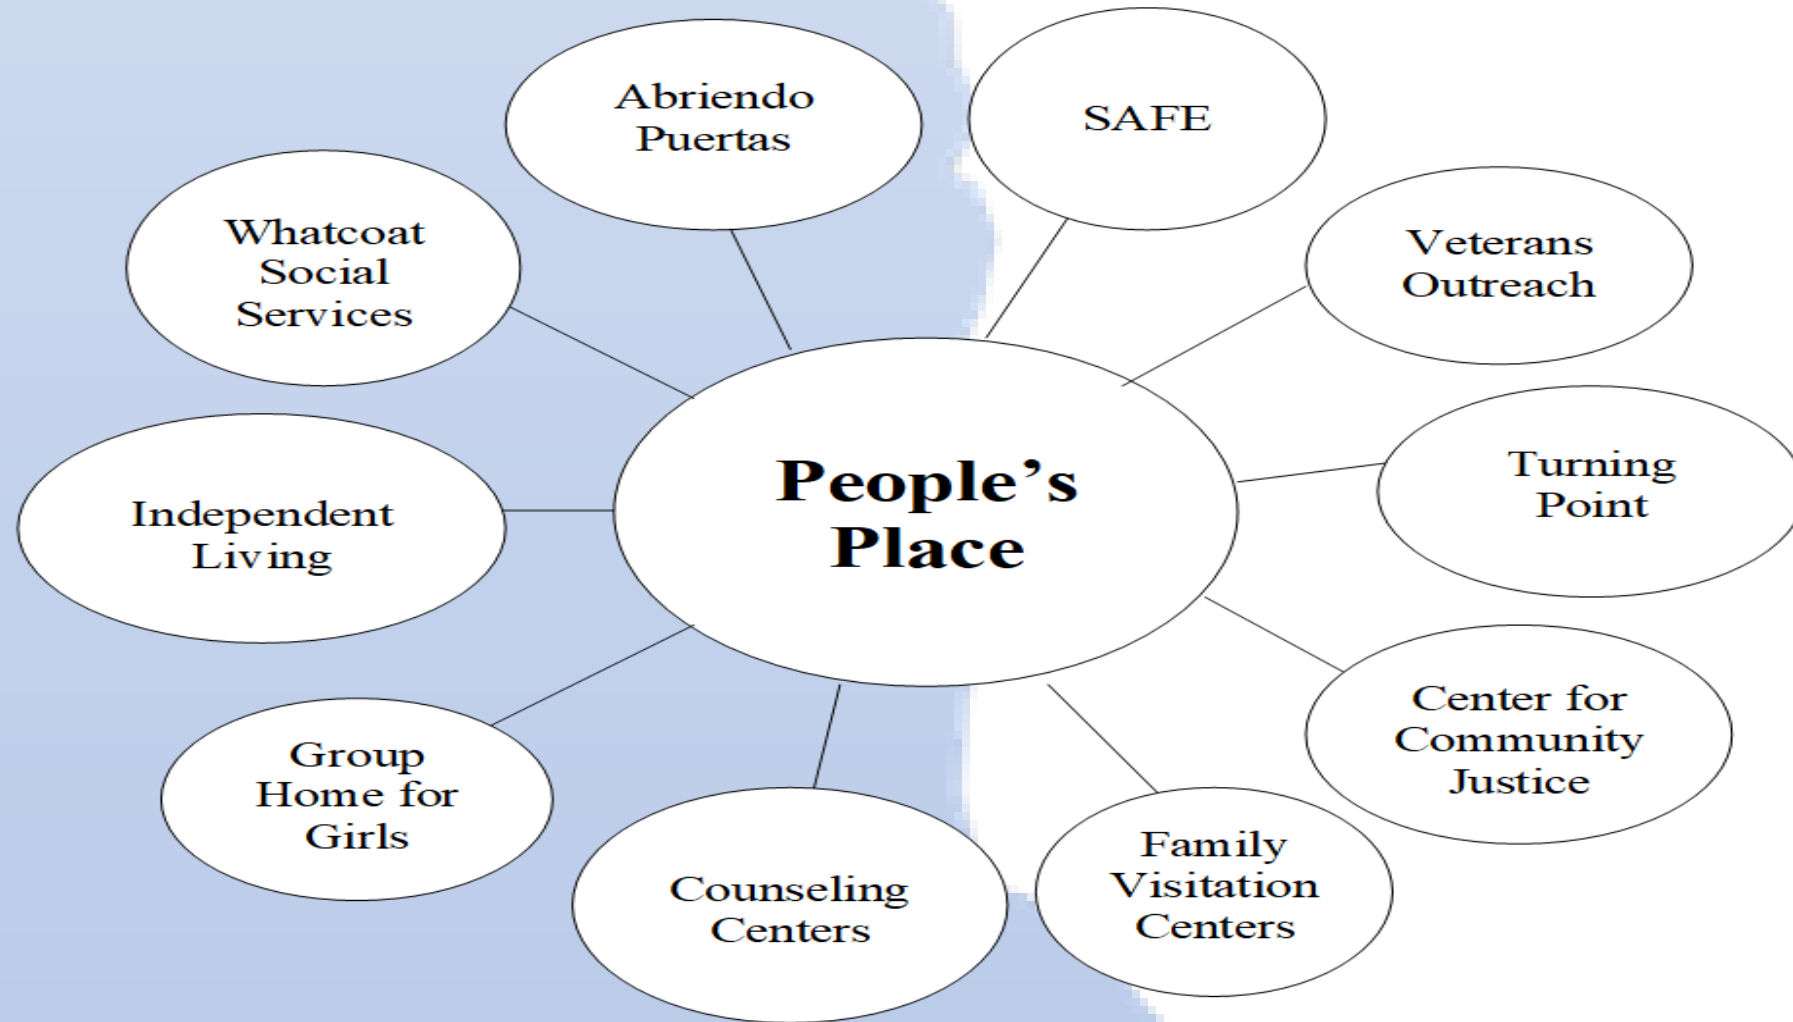 Abriendo
Puertas
SAFE
Whatcoat
Social
Services
Veterans
Outreach
People’s
Place
Turning
Point
Independent
Living
Center for
Community
Justice
Group
Home for
Girls
Family
Visitation
Centers
Counseling
Centers